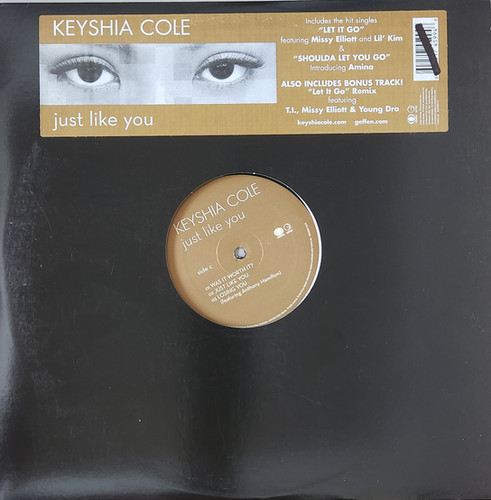 KEYSHIA COLE
just like you
Includes the hit singles
"LET IT GO"
featuring Missy Elliott and Lil' Kim
&
"SHOULDA LET YOU GO"
Introducing Amina
ALSO INCLUDES BONUS TRACK!
"Let It Go" Remix
featuring
T.I., Missy Elliott & Young Dro
keyshiacole.com geffen.com
KEYSHIA COLE
just like you
side c
WAS IT WORTH IT?
JUST LIKE YOU
LOSING YOU
(featuring Anthony Hamilton)